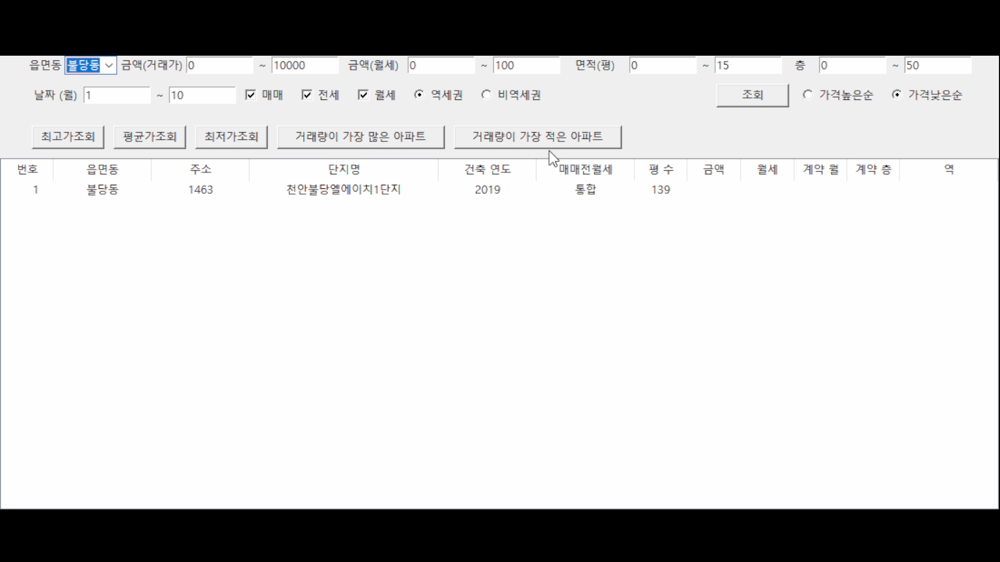 읍면동 불당동 금액(거래가) 0 ~ 10000 금액(월세) 0 ~ 100 면적(평) 0 ~ 15 층 0 ~ 50
날짜 (월) 1 ~ 10 매매 전세 월세 역세권 비역세권 조회 가격높은순 가격낮은순
최고가조회 평균가조회 최저가조회 거래량이 가장 많은 아파트 거래량이 가장 적은 아파트
번호 읍면동 주소 단지명 건축 연도 매매전월세 평 수 금액 월세 계약 월 계약 층 역
1 불당동 1463 천안불당엘에이치1단지 2019 통합 139